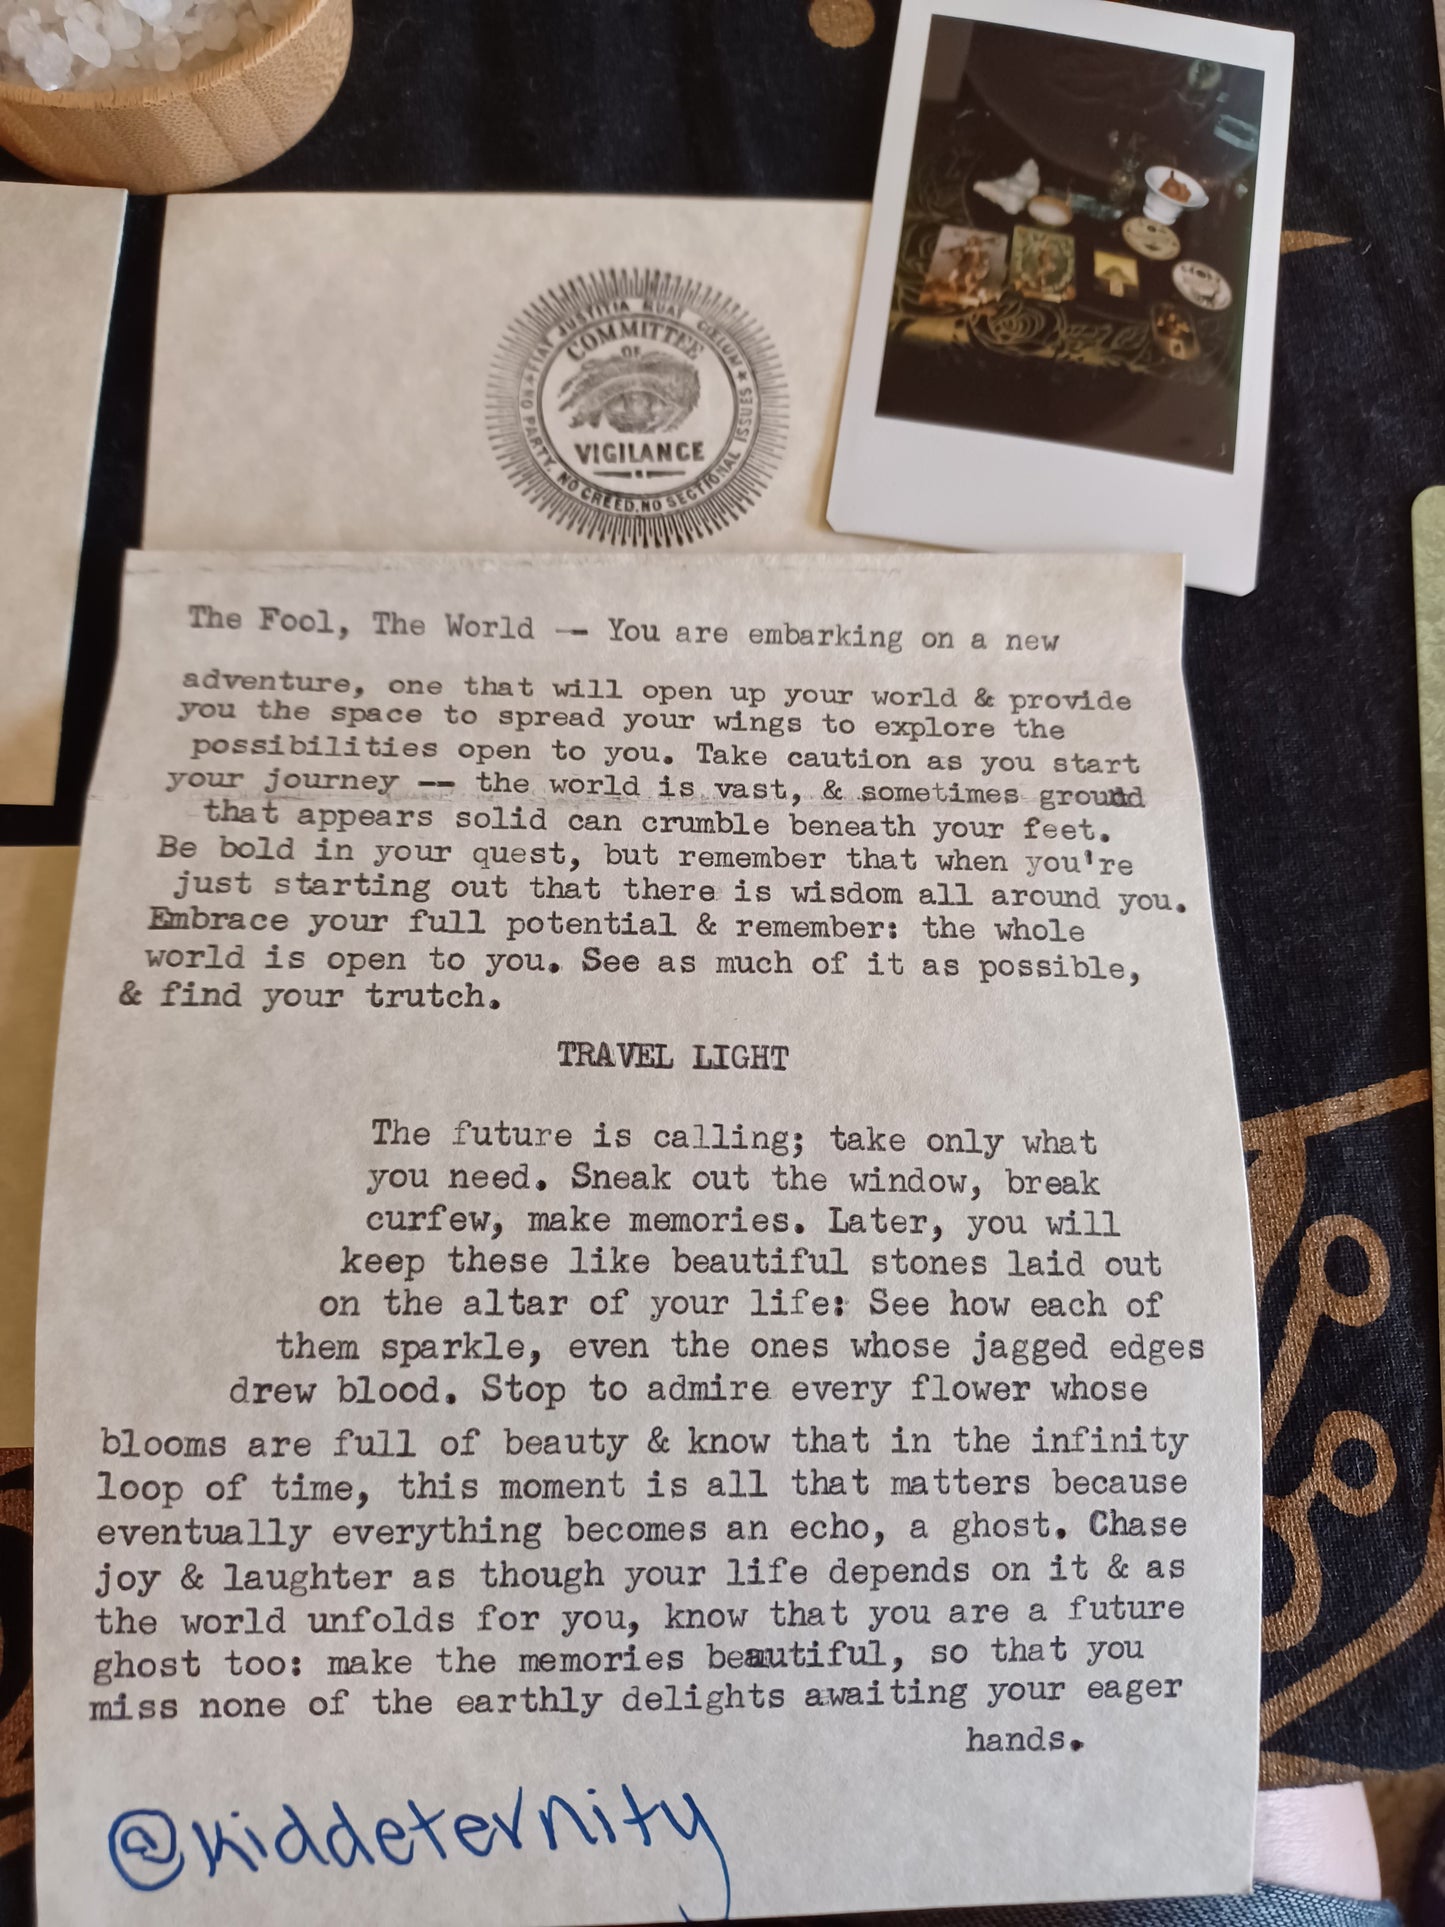 FIAT JUSTITIA RUAT COELUM ★
NO PARTY. NO CREED. NO SECTIONAL ISSUES
COMMITTEE
OF
VIGILANCE
The Fool, The World -- You are embarking on a new
adventure, one that will open up your world & provide
you the space to spread your wings to explore the
possibilities open to you. Take caution as you start
your journey -- the world is vast, & sometimes ground
that appears solid can crumble beneath your feet.
Be bold in your quest, but remember that when you're
just starting out that there is wisdom all around you.
Embrace your full potential & remember: the whole
world is open to you. See as much of it as possible,
& find your trutch.
TRAVEL LIGHT
The future is calling; take only what
you need. Sneak out the window, break
curfew, make memories. Later, you will
keep these like beautiful stones laid out
on the altar of your life: See how each of
them sparkle, even the ones whose jagged edges
drew blood. Stop to admire every flower whose
blooms are full of beauty & know that in the infinity
loop of time, this moment is all that matters because
eventually everything becomes an echo, a ghost. Chase
joy & laughter as though your life depends on it & as
the world unfolds for you, know that you are a future
ghost too: make the memories beautiful, so that you
miss none of the earthly delights awaiting your eager
hands.
@kiddeternity